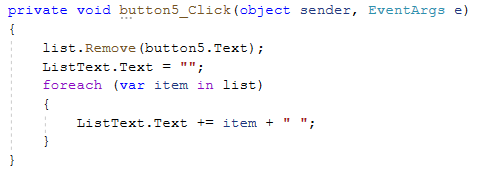 private void button5_Click(object sender, EventArgs e)
{
    list.Remove(button5.Text);
    ListText.Text = "";
    foreach (var item in list)
    {
        ListText.Text += item + " ";
    }
}